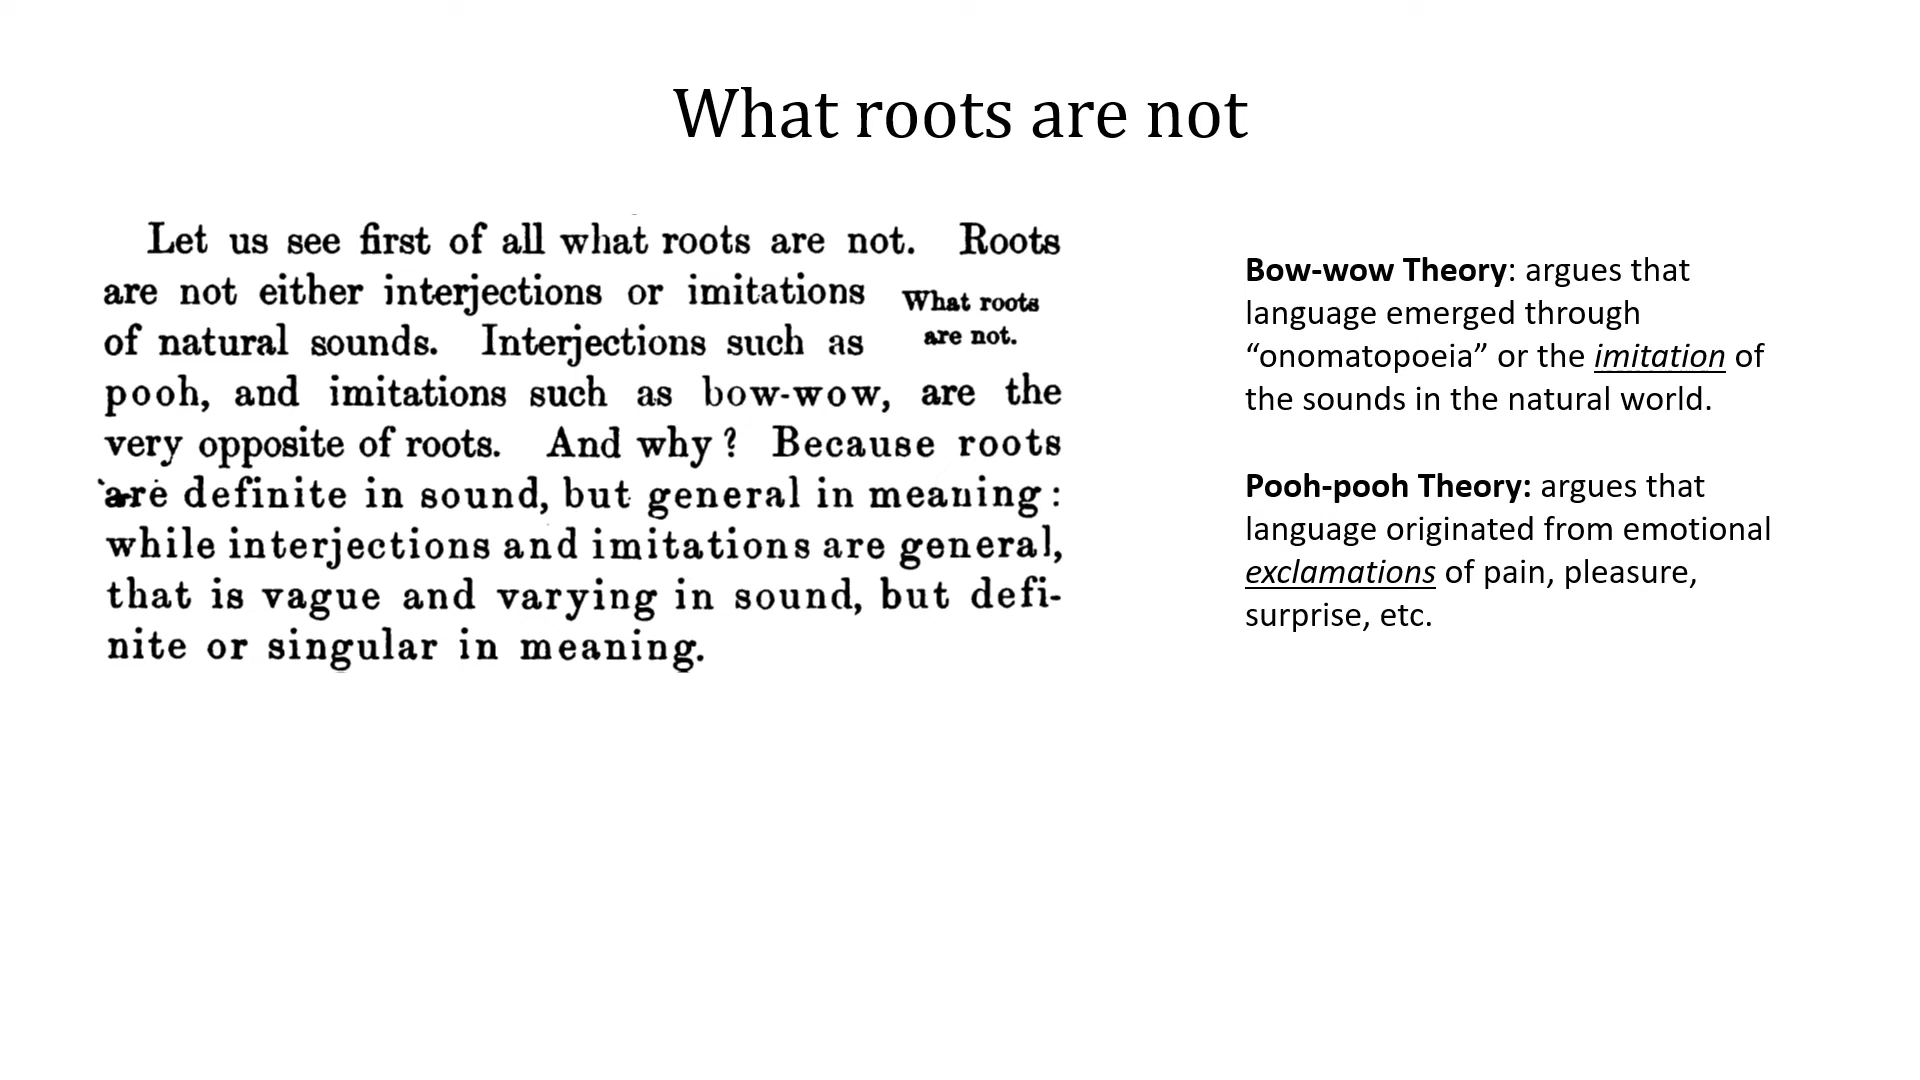 What roots are not
Let us see first of all what roots are not. Roots
are not either interjections or imitations
of natural sounds. Interjections such as
pooh, and imitations such as bow-wow, are the
very opposite of roots. And why? Because roots
are definite in sound, but general in meaning:
while interjections and imitations are general,
that is vague and varying in sound, but defi-
nite or singular in meaning.
What roots
are not.
Bow-wow Theory: argues that
language emerged through
“onomatopoeia” or the imitation of
the sounds in the natural world.
Pooh-pooh Theory: argues that
language originated from emotional
exclamations of pain, pleasure,
surprise, etc.